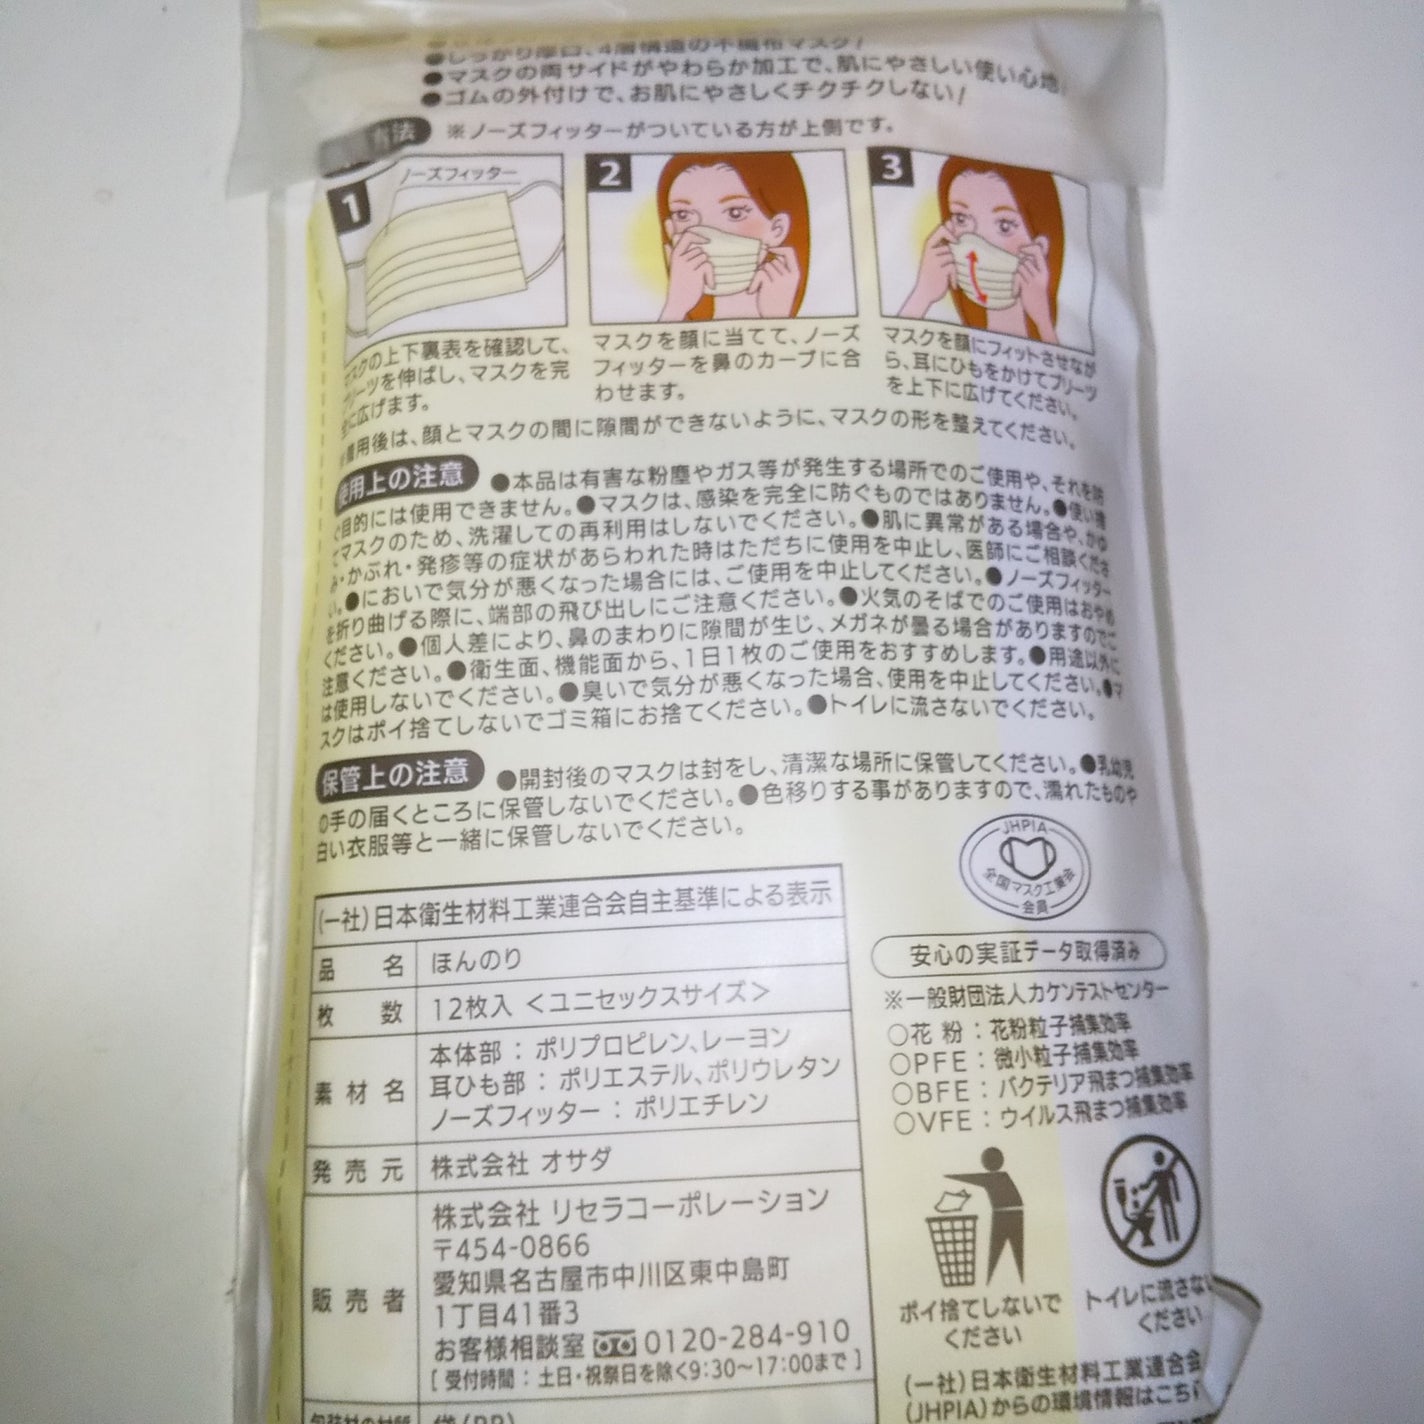 ●しっかり厚口、4層構造の不織布マスク!
●マスクの両サイドがやわらか加工で、肌にやさしい使い心地!
●ゴムの外付けで、お肌にやさしくチクチクしない!
方法 ※ノーズフィッターがついている方が上側です。
1 ノーズフィッター
2
3
スクの上下裏表を確認して、
プリーツを伸ばし、マスクを完
全に広げます。
マスクを顔に当てて、ノーズ
フィッターを鼻のカーブに合
わせます。
マスクを顔にフィットさせなが
ら、耳にひもをかけてプリーツ
を上下に広げてください。
着用後は、顔とマスクの間に隙間ができないように、マスクの形を整えてください。
使用上の注意 ●本品は有害な粉塵やガス等が発生する場所でのご使用や、それを防
ぐ目的には使用できません。●マスクは、感染を完全に防ぐものではありません。●使い捨
てマスクのため、洗濯しての再利用はしないでください。●肌に異常がある場合や、かゆ
み・かぶれ・発疹等の症状があらわれた時はただちに使用を中止し、医師にご相談くださ
い。●においで気分が悪くなった場合には、ご使用を中止してください。●ノーズフィッター
を折り曲げる際に、端部の飛び出しにご注意ください。●火気のそばでのご使用はおやめ
ください。●個人差により、鼻のまわりに隙間が生じ、メガネが曇る場合がありますのでご
注意ください。●衛生面、機能面から、1日1枚のご使用をおすすめします。●用途以外に
は使用しないでください。●臭いで気分が悪くなった場合、使用を中止してください。●マ
スクはポイ捨てしないでゴミ箱にお捨てください。●トイレに流さないでください。
保管上の注意 ●開封後のマスクは封をし、清潔な場所に保管してください。●乳幼児
の手の届くところに保管しないでください。●色移りする事がありますので、濡れたものや
白い衣服等と一緒に保管しないでください。
JHPIA
全国マスク工業会
会員
(一社)日本衛生材料工業連合会自主基準による表示
品名 ほんのり
枚数 12枚入 <ユニセックスサイズ>
素材名 本体部：ポリプロピレン、レーヨン
耳ひも部：ポリエステル、ポリウレタン
ノーズフィッター：ポリエチレン
発売元 株式会社 オサダ
販売者 株式会社 リセラコーポレーション
〒454-0866
愛知県名古屋市中川区東中島町
1丁目41番3
お客様相談室 0120-284-910
[受付時間：土日・祝祭日を除く9:30〜17:00まで]
包装材の材質 袋(PP)
安心の実証データ取得済み
※一般財団法人カケンテストセンター
○花粉：花粉粒子捕集効率
○PFE：微小粒子捕集効率
○BFE：バクテリア飛まつ捕集効率
○VFE：ウイルス飛まつ捕集効率
ポイ捨てしないで
ください
トイレに流さない
ください
(一社)日本衛生材料工業連合会
(JHPIA)からの環境情報はこち